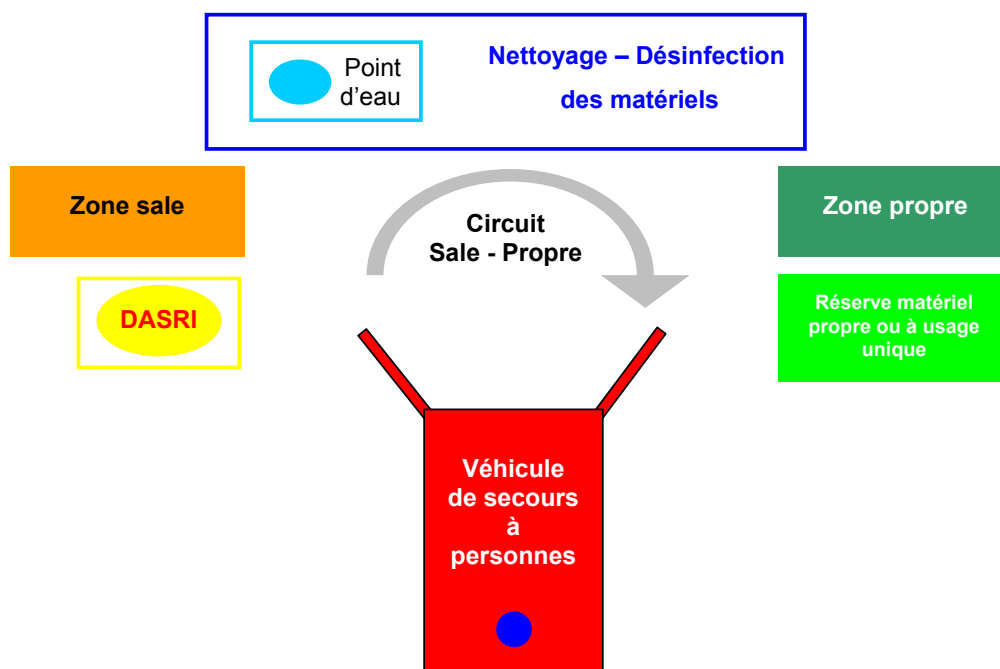 Point
d'eau
Nettoyage – Désinfection
des matériels
Zone sale
Circuit
Sale - Propre
Zone propre
DASRI
Réserve matériel
propre ou à usage
unique
Véhicule
de secours
à
personnes